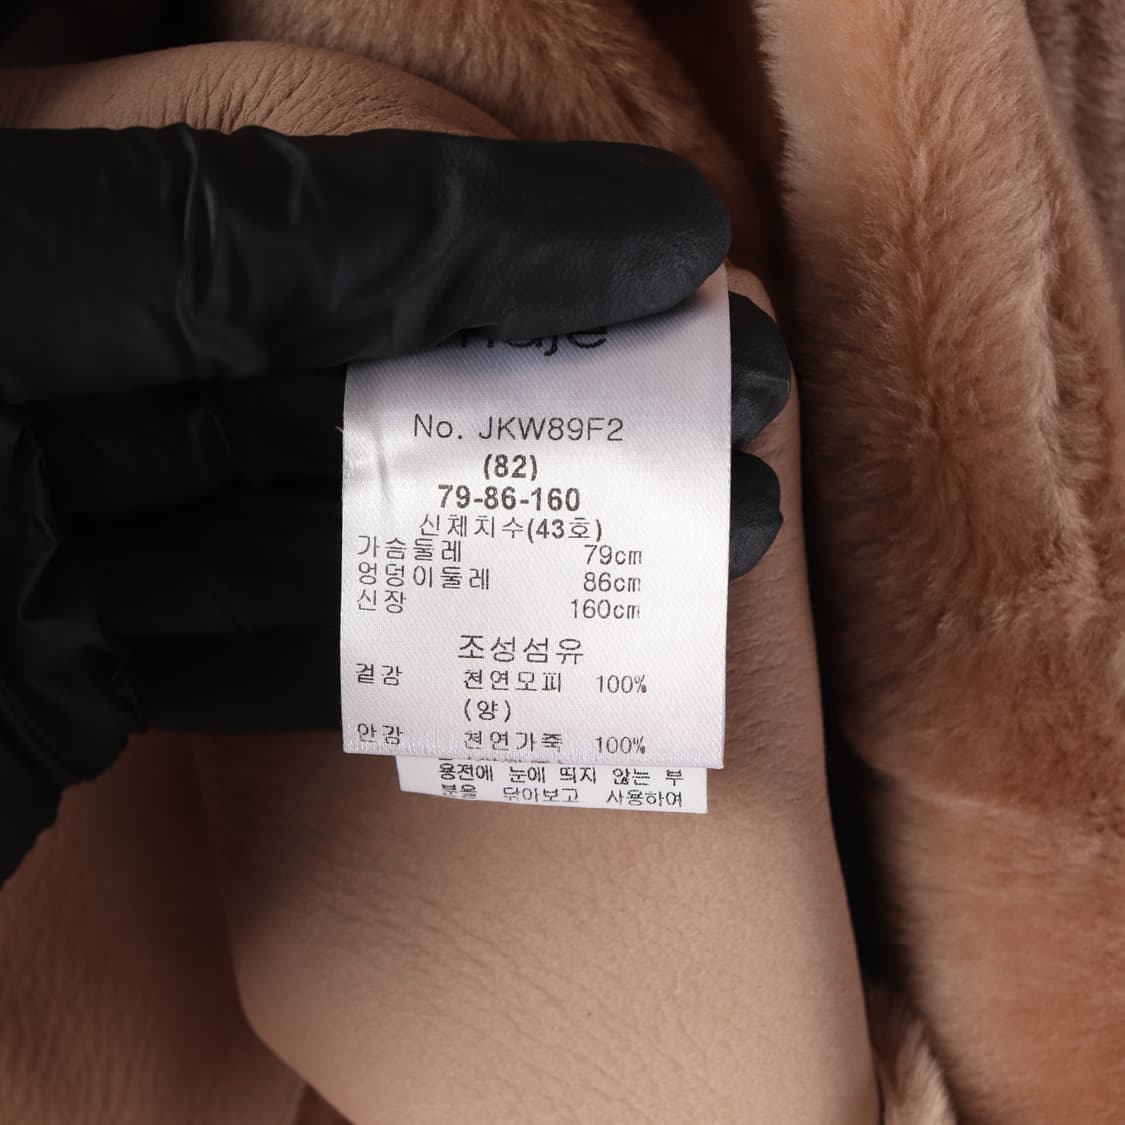 No. JKW89F2
(82)
79-86-160
신체치수(43호)
가슴둘레 79cm
엉덩이둘레 86cm
신장 160cm
조성섬유
겉감 천연모피 100%
(양)
안감 천연가죽 100%
용전에 눈에 띄지 않는 부
분을 닦아보고 사용하여